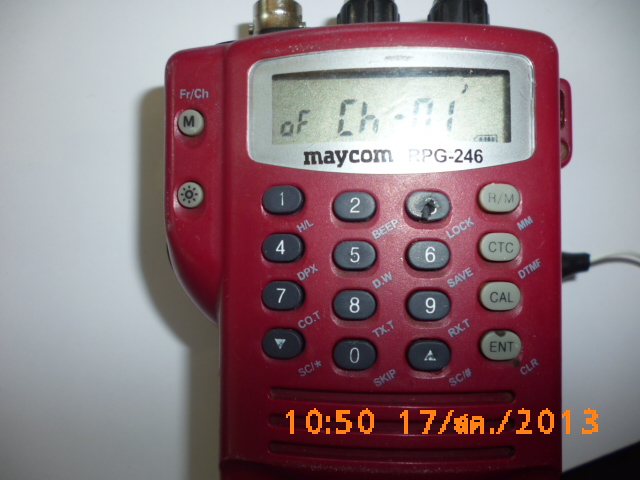 Fr/Ch
M
oF Ch-01
maycom RPG-246
1 2 R/M
H/L BEEP LOCK MM
4 5 6 CTC
DPX D.W SAVE DTMF
7 8 9 CAL
CO.T TX.T RX.T
0 ENT
SC/* SKIP SC/# CLR
10:50 17/ส.ค./2013